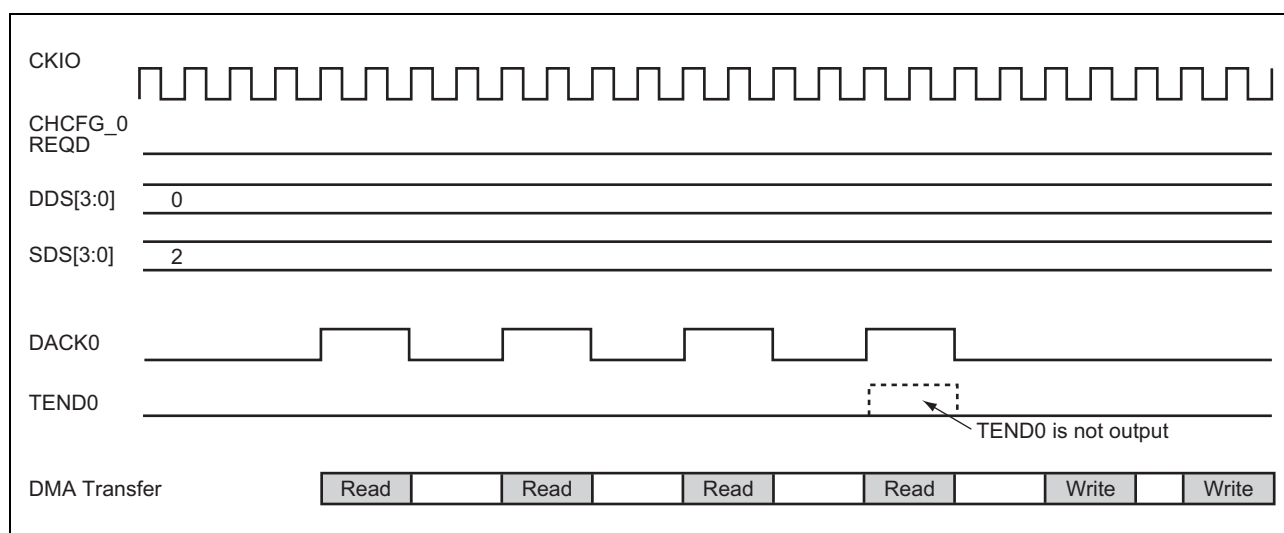 CKIO
CHCFG_0
REQD
DDS[3:0] 0
SDS[3:0] 2
DACK0
TEND0
TEND0 is not output
DMA Transfer Read Read Read Read Write Write